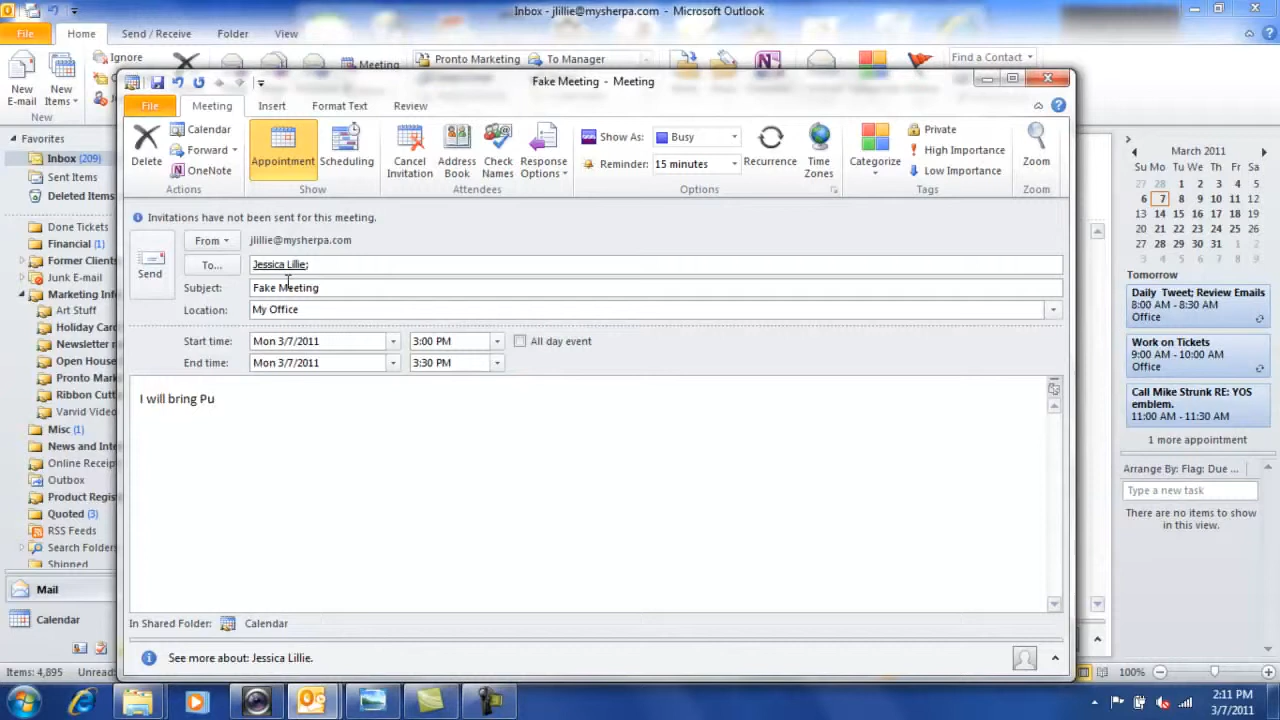 Inbox - jlillie@mysherpa.com - Microsoft Outlook
File Home Send / Receive Folder View
Ignore Meeting Pronto Marketing To Manager Find a Contact
New E-mail New Items
New
Fake Meeting - Meeting
File Meeting Insert Format Text Review
Delete Calendar Forward OneNote
Actions
Appointment Scheduling
Show
Cancel Invitation Address Book Check Names Response Options
Attendees
Show As: Busy
Reminder: 15 minutes
Recurrence Time Zones
Options
Categorize Private
High Importance
Low Importance
Tags
Zoom
Zoom
Invitations have not been sent for this meeting.
Send
From jlillie@mysherpa.com
To... Jessica Lillie;
Subject: Fake Meeting
Location: My Office
Start time: Mon 3/7/2011 3:00 PM All day event
End time: Mon 3/7/2011 3:30 PM
I will bring Pu
In Shared Folder: Calendar
See more about: Jessica Lillie.
Favorites
Inbox (209)
Sent Items
Deleted Items
Done Tickets
Financial (1)
Former Clients
Junk E-mail
Marketing Inf
Art Stuff
Holiday Card
Newsletter r
Open House
Pronto Mark
Ribbon Cutt
Varvid Video
Misc (1)
News and Int
Online Receip
Outbox
Product Regis
Quoted (3)
RSS Feeds
Search Folders
Shipped
Mail
Calendar
Items: 4,895 Unread:
March 2011
Su Mo Tu We Th Fr Sa
27 28 1 2 3 4 5
6 7 8 9 10 11 12
13 14 15 16 17 18 19
20 21 22 23 24 25 26
27 28 29 30 31 1 2
3 4 5 6 7 8 9
Tomorrow
Daily Tweet; Review Emails
8:00 AM - 8:30 AM
Office
Work on Tickets
9:00 AM - 10:00 AM
Office
Call Mike Strunk RE: YOS
emblem.
11:00 AM - 11:30 AM
1 more appointment
Arrange By: Flag: Due ...
Type a new task
There are no items to show
in this view.
100%
2:11 PM
3/7/2011